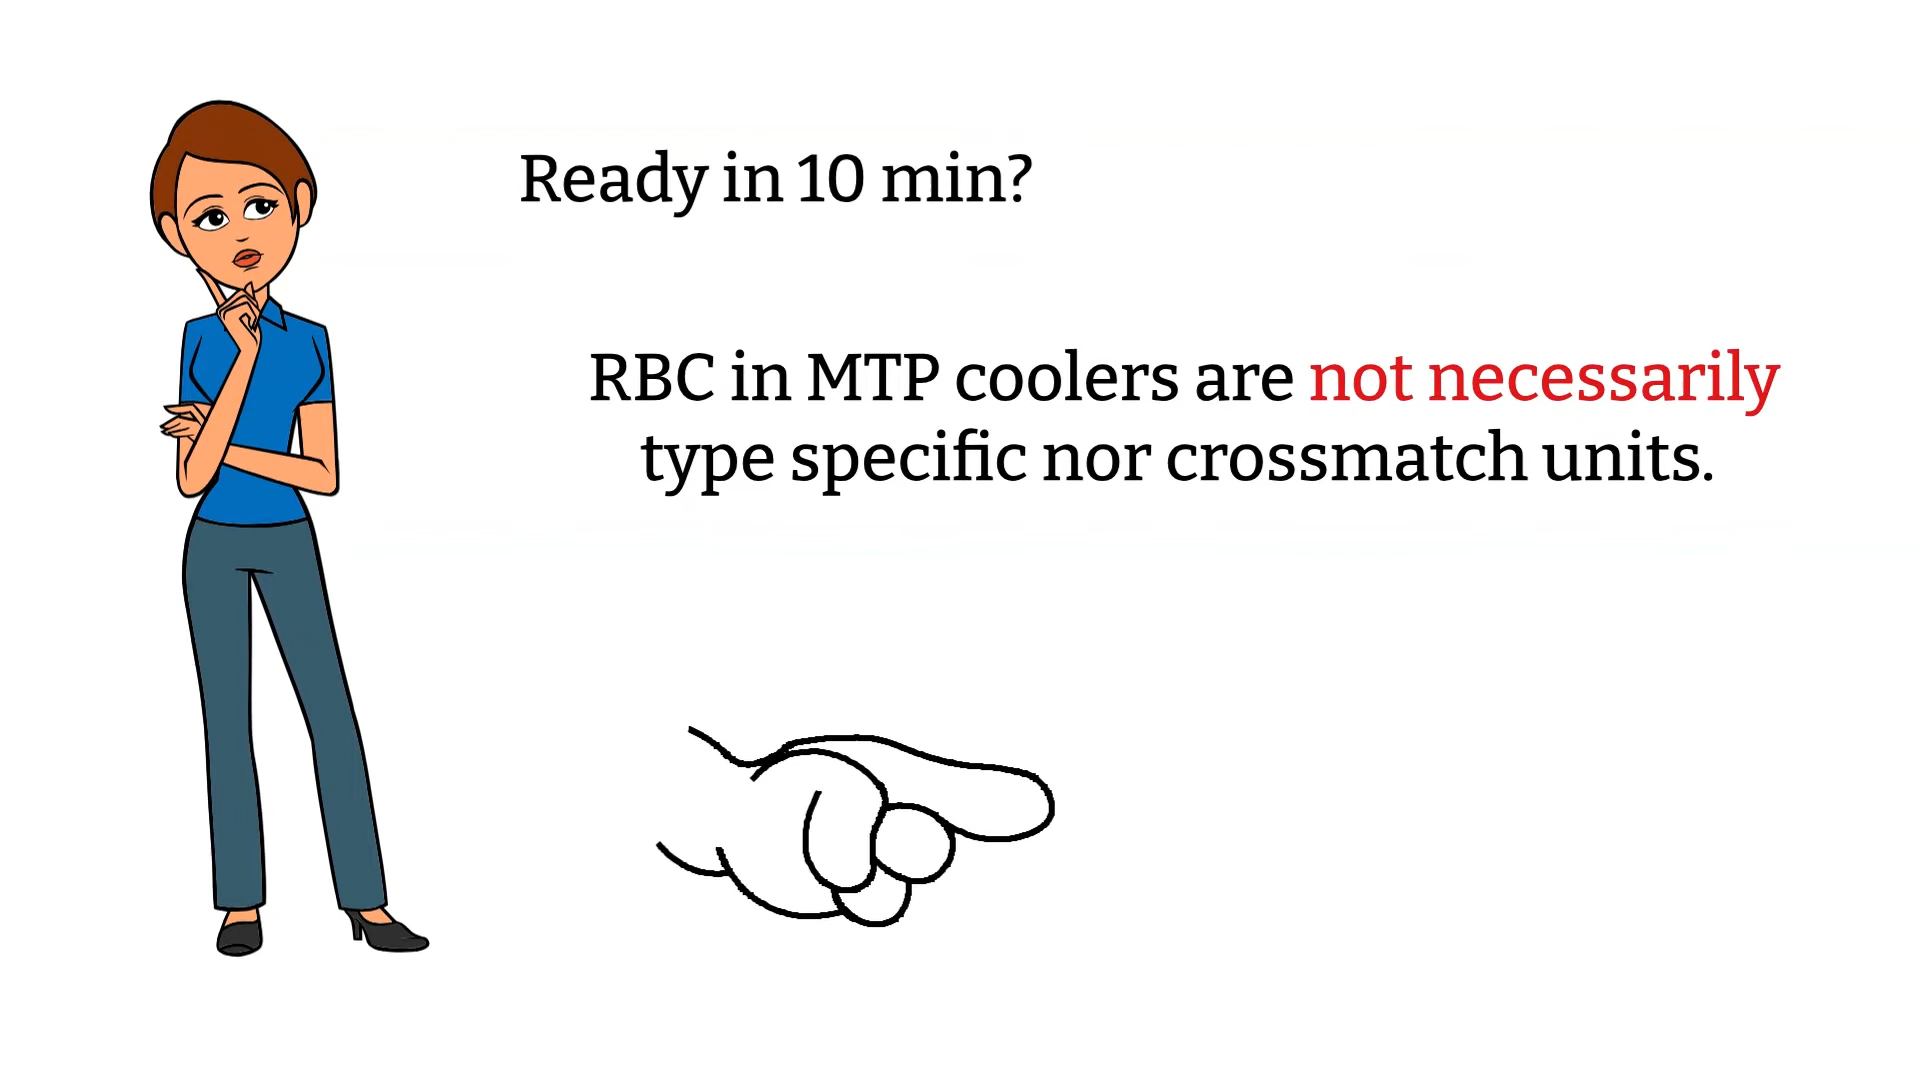 Ready in 10 min?
RBC in MTP coolers are not necessarily
type specific nor crossmatch units.